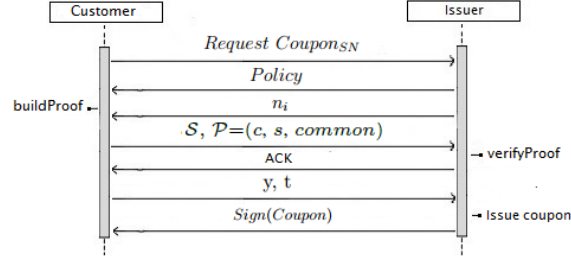 Customer
Issuer
Request Coupon_SN
Policy
n_i
buildProof
𝒮, 𝒫=(c, s, common)
ACK
verifyProof
y, t
Sign(Coupon)
Issue coupon